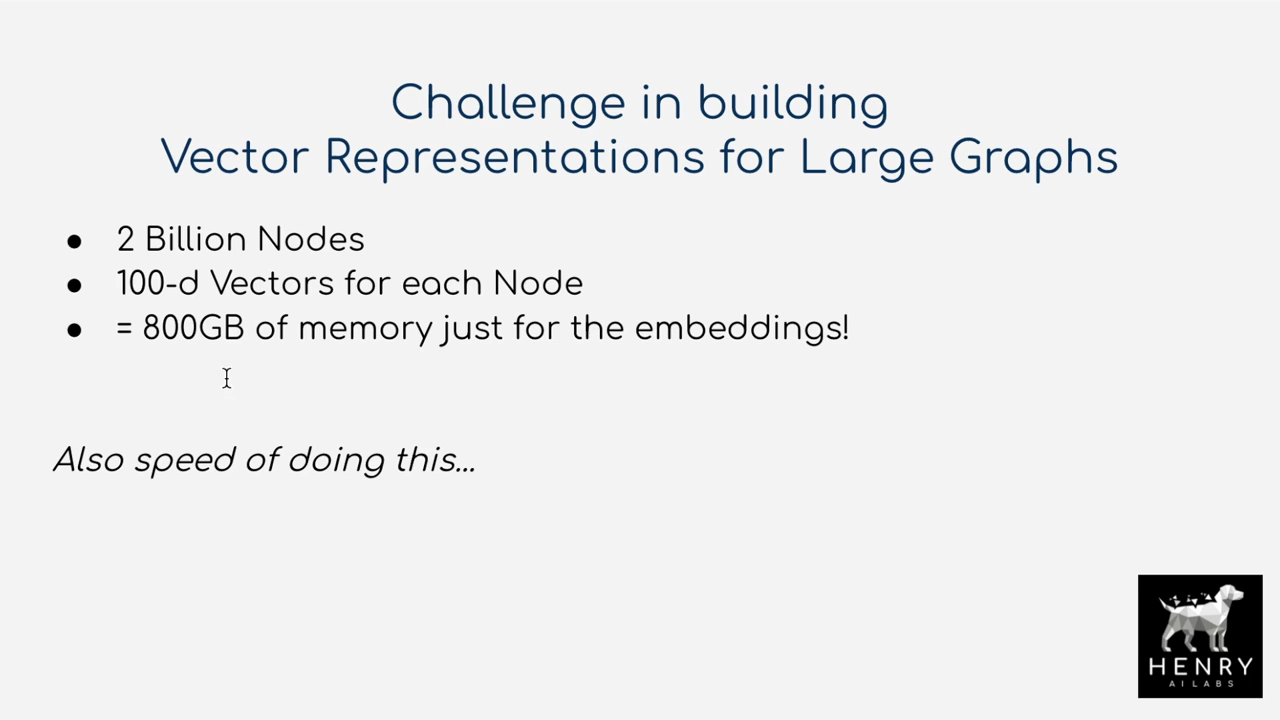 Challenge in building
Vector Representations for Large Graphs
● 2 Billion Nodes
● 100-d Vectors for each Node
● = 800GB of memory just for the embeddings!
Also speed of doing this...
HENRY
AI LABS